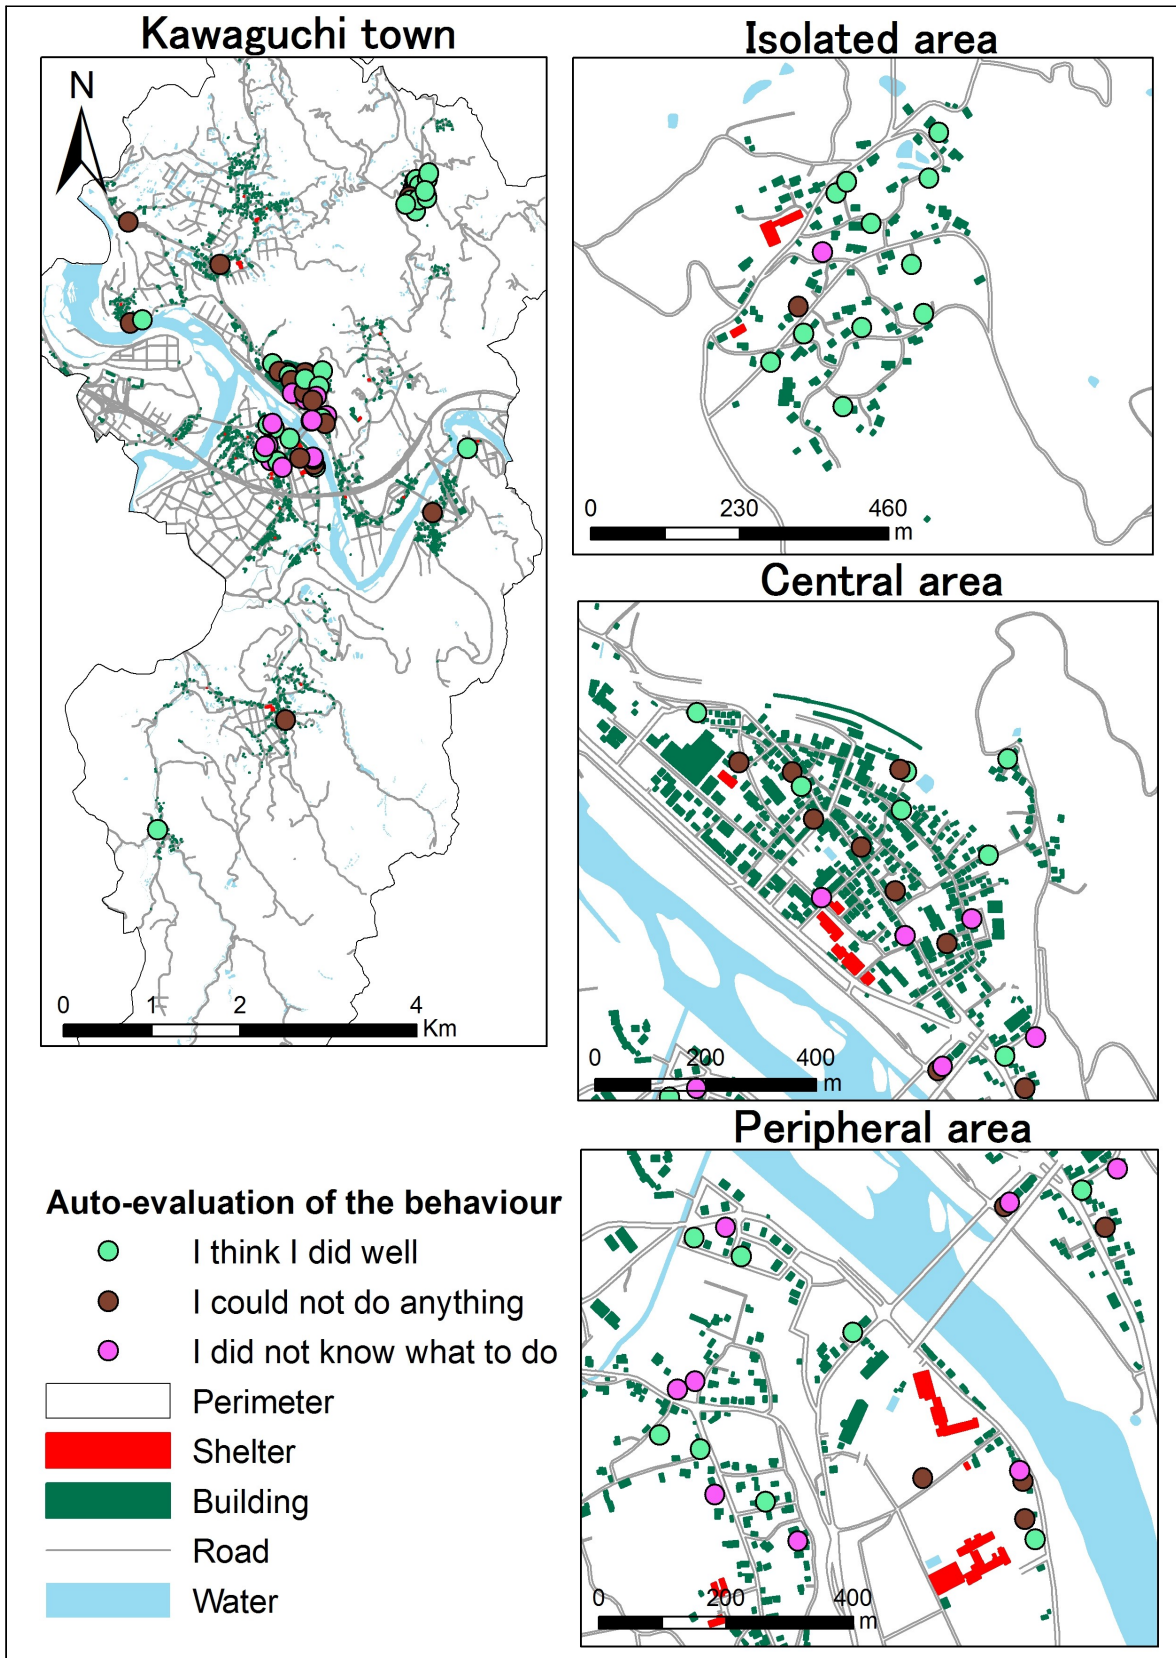 Kawaguchi town
N
0 1 2 4
Km
Isolated area
0 230 460
m
Central area
0 200 400
m
Peripheral area
0 200 400
m
Auto-evaluation of the behaviour
I think I did well
I could not do anything
I did not know what to do
Perimeter
Shelter
Building
Road
Water